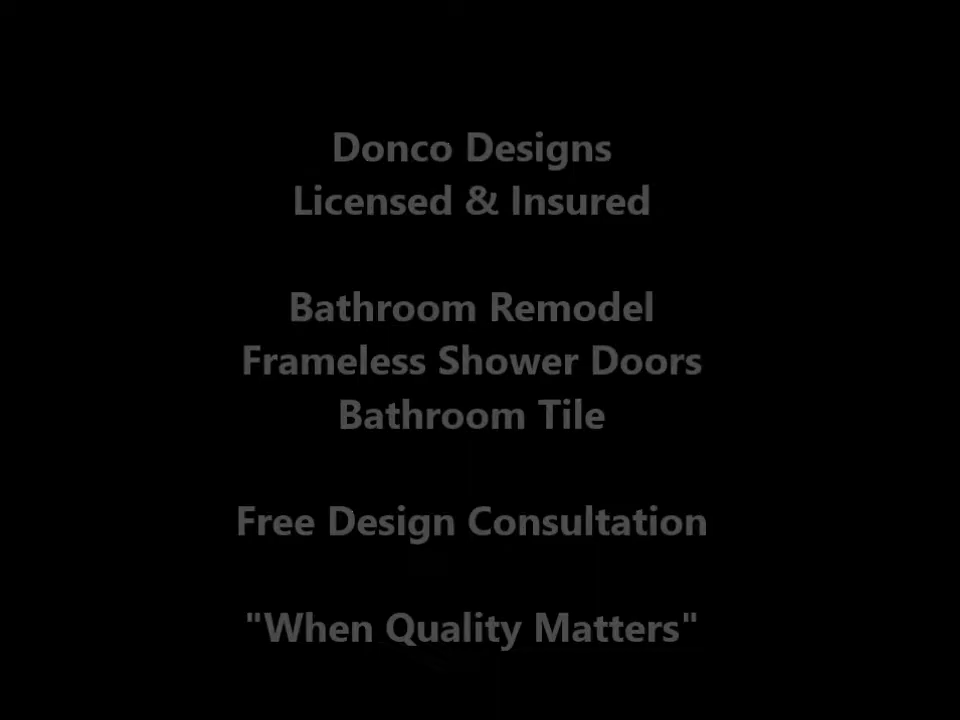 Donco Designs
Licensed & Insured
Bathroom Remodel
Frameless Shower Doors
Bathroom Tile
Free Design Consultation
"When Quality Matters"